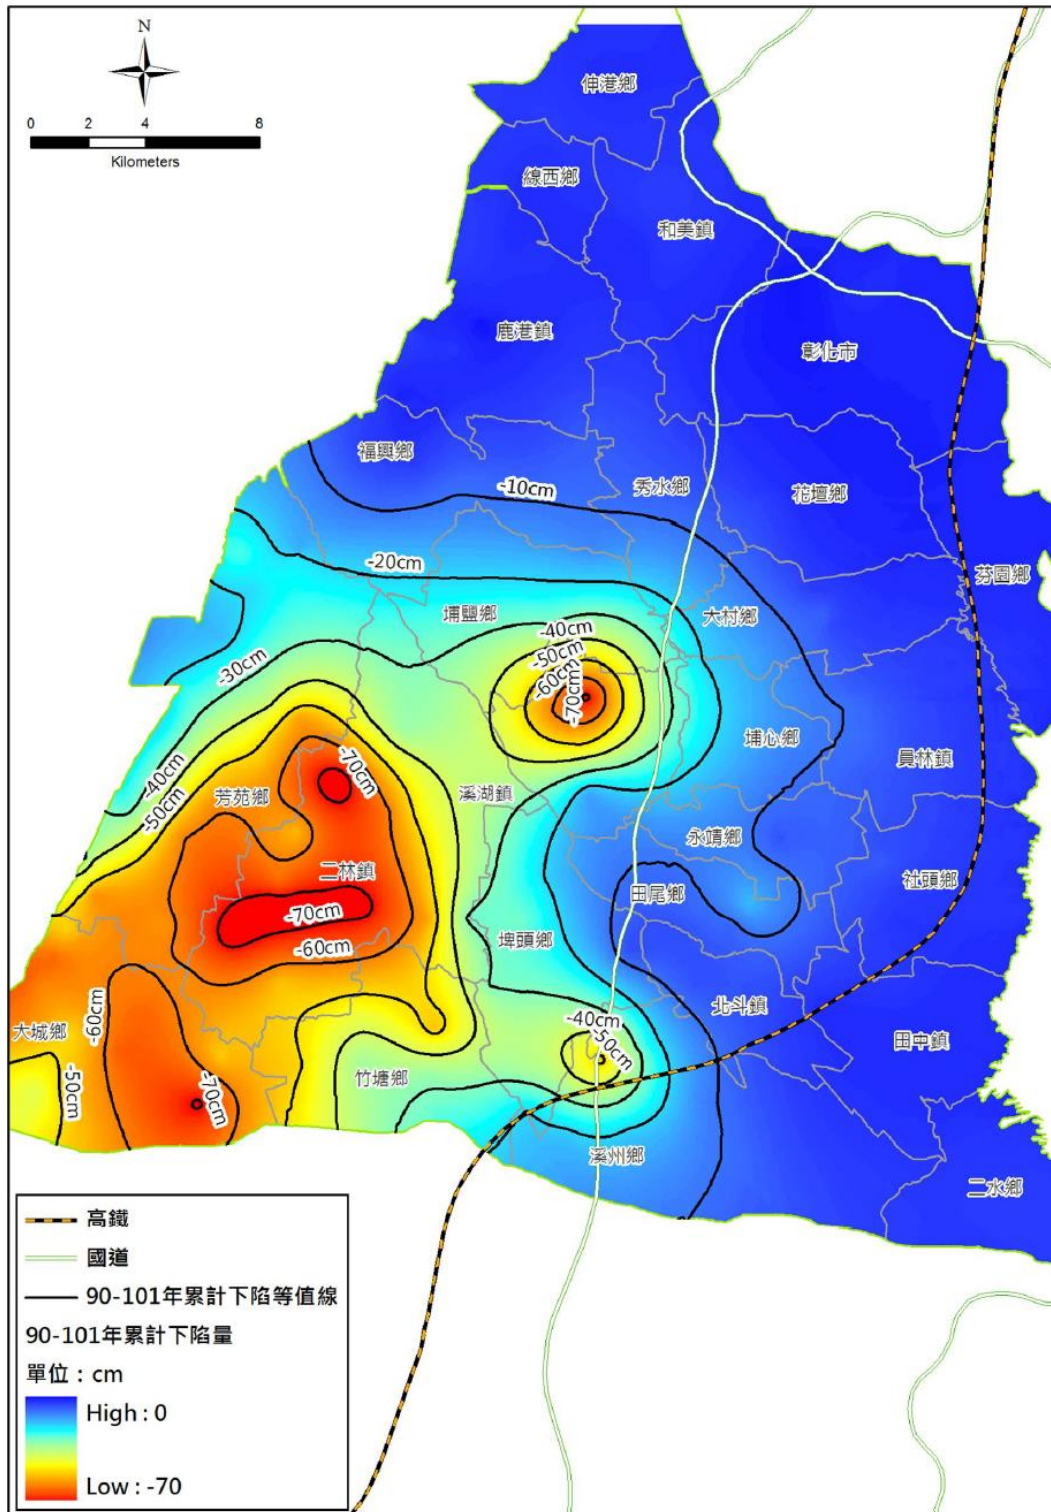 N
0 2 4 8
Kilometers
伸港鄉
線西鄉
和美鎮
鹿港鎮
彰化市
福興鄉
-10cm
秀水鄉
花壇鄉
-20cm
芬園鄉
埔鹽鄉
大村鄉
-40cm
-50cm
-30cm
-60cm
-70cm
埔心鄉
員林鎮
-70cm
-40cm
芳苑鄉
溪湖鎮
-50cm
永靖鄉
二林鎮
社頭鄉
田尾鄉
-70cm
埤頭鄉
-60cm
-60cm
北斗鎮
-40cm
大城鄉
田中鎮
-50cm
-50cm
竹塘鄉
-70cm
溪州鄉
二水鄉
高鐵
國道
90-101年累計下陷等值線
90-101年累計下陷量
單位：cm
High : 0
Low : -70